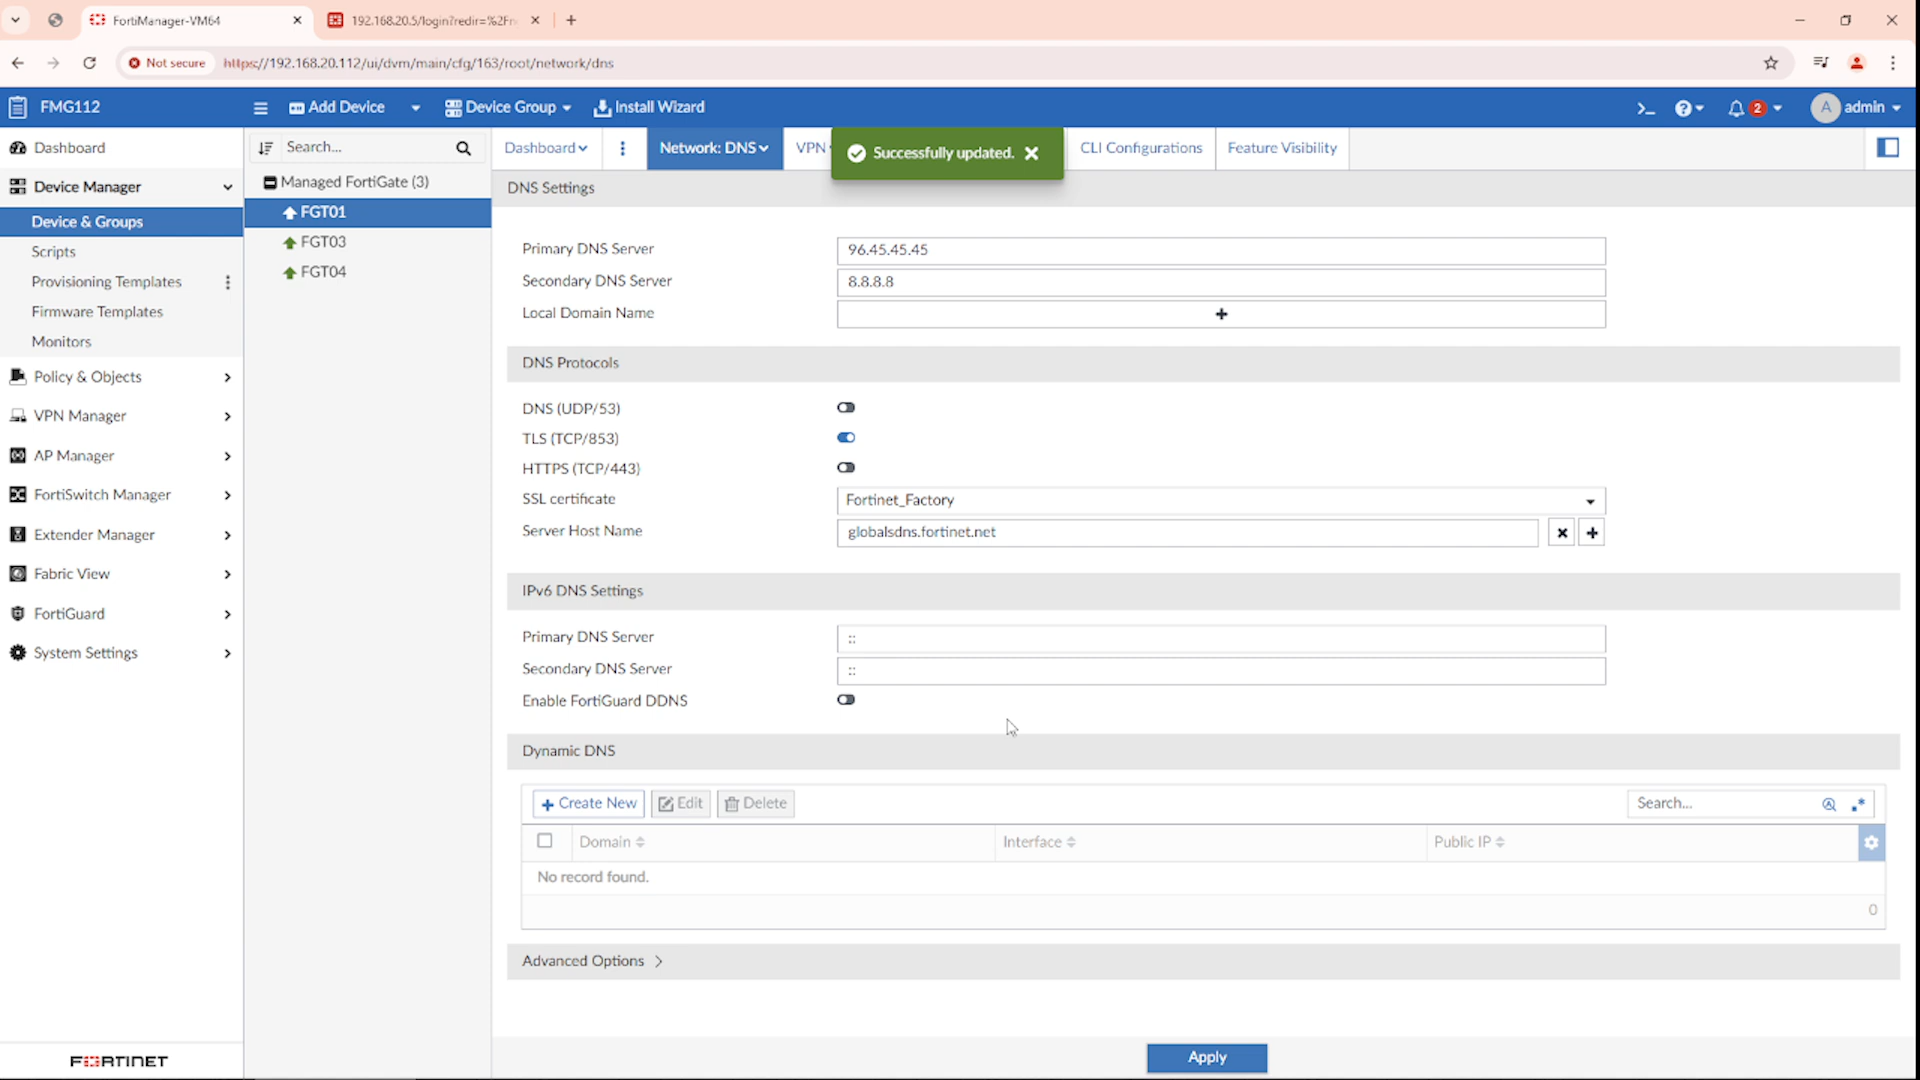 FortiManager-VM64
192.168.20.5/login?redir=%2Fn
Not secure
https://192.168.20.112/ui/dvm/main/cfg/163/root/network/dns
FMG112
Add Device
Device Group
Install Wizard
>_
?
2
A
admin
Dashboard
Device Manager
Device & Groups
Scripts
Provisioning Templates
Firmware Templates
Monitors
Policy & Objects
VPN Manager
AP Manager
FortiSwitch Manager
Extender Manager
Fabric View
FortiGuard
System Settings
FORTINET
Search...
Managed FortiGate (3)
FGT01
FGT03
FGT04
Dashboard
Network: DNS
VPN
Successfully updated.
CLI Configurations
Feature Visibility
DNS Settings
Primary DNS Server
96.45.45.45
Secondary DNS Server
8.8.8.8
Local Domain Name
DNS Protocols
DNS (UDP/53)
TLS (TCP/853)
HTTPS (TCP/443)
SSL certificate
Fortinet_Factory
Server Host Name
globalsdns.fortinet.net
IPv6 DNS Settings
Primary DNS Server
::
Secondary DNS Server
::
Enable FortiGuard DDNS
Dynamic DNS
Create New
Edit
Delete
Search...
Domain
Interface
Public IP
No record found.
0
Advanced Options
Apply